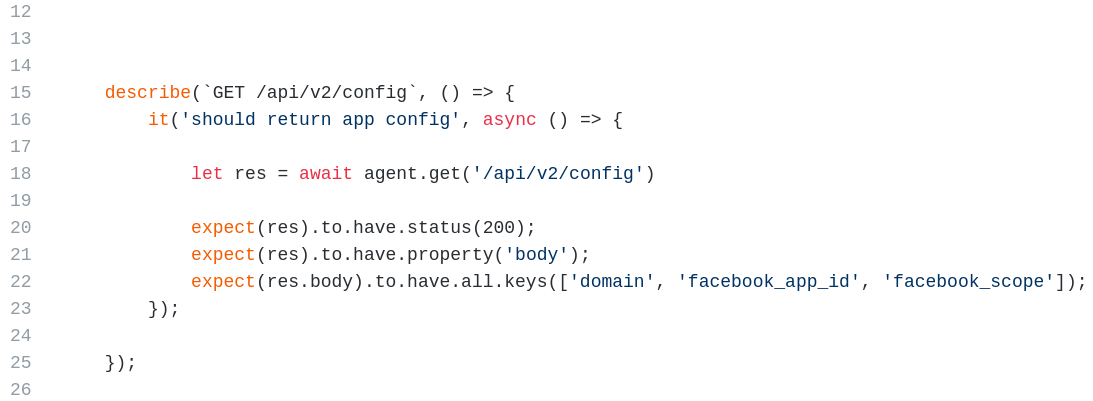 12
13
14
15 describe(`GET /api/v2/config`, () => {
16 it('should return app config', async () => {
17
18 let res = await agent.get('/api/v2/config')
19
20 expect(res).to.have.status(200);
21 expect(res).to.have.property('body');
22 expect(res.body).to.have.all.keys(['domain', 'facebook_app_id', 'facebook_scope']);
23 });
24
25 });
26